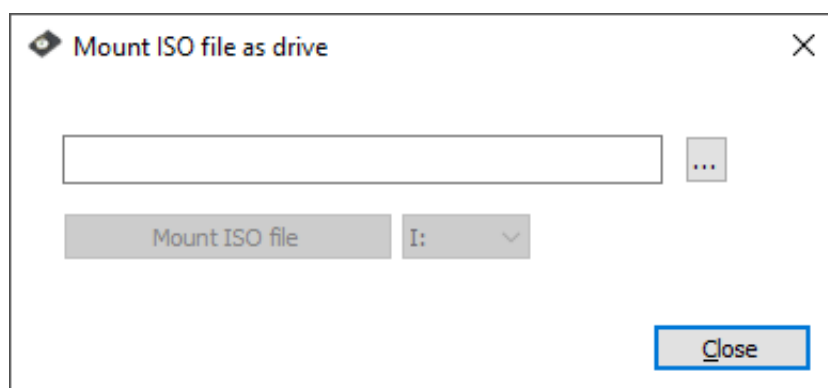 Mount ISO file as drive
...
Mount ISO file I:
Close